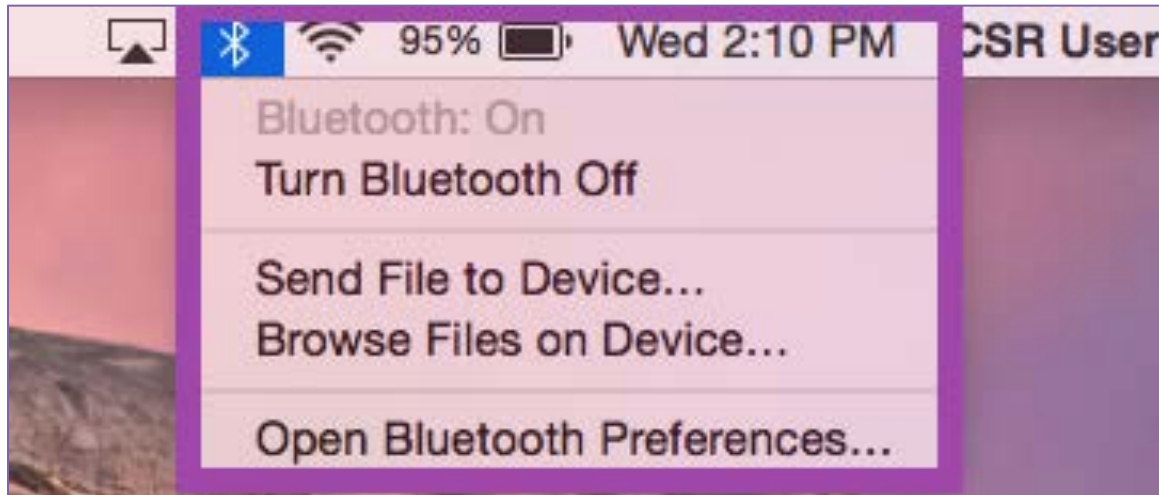 95% Wed 2:10 PM CSR User
Bluetooth: On
Turn Bluetooth Off
Send File to Device...
Browse Files on Device...
Open Bluetooth Preferences...